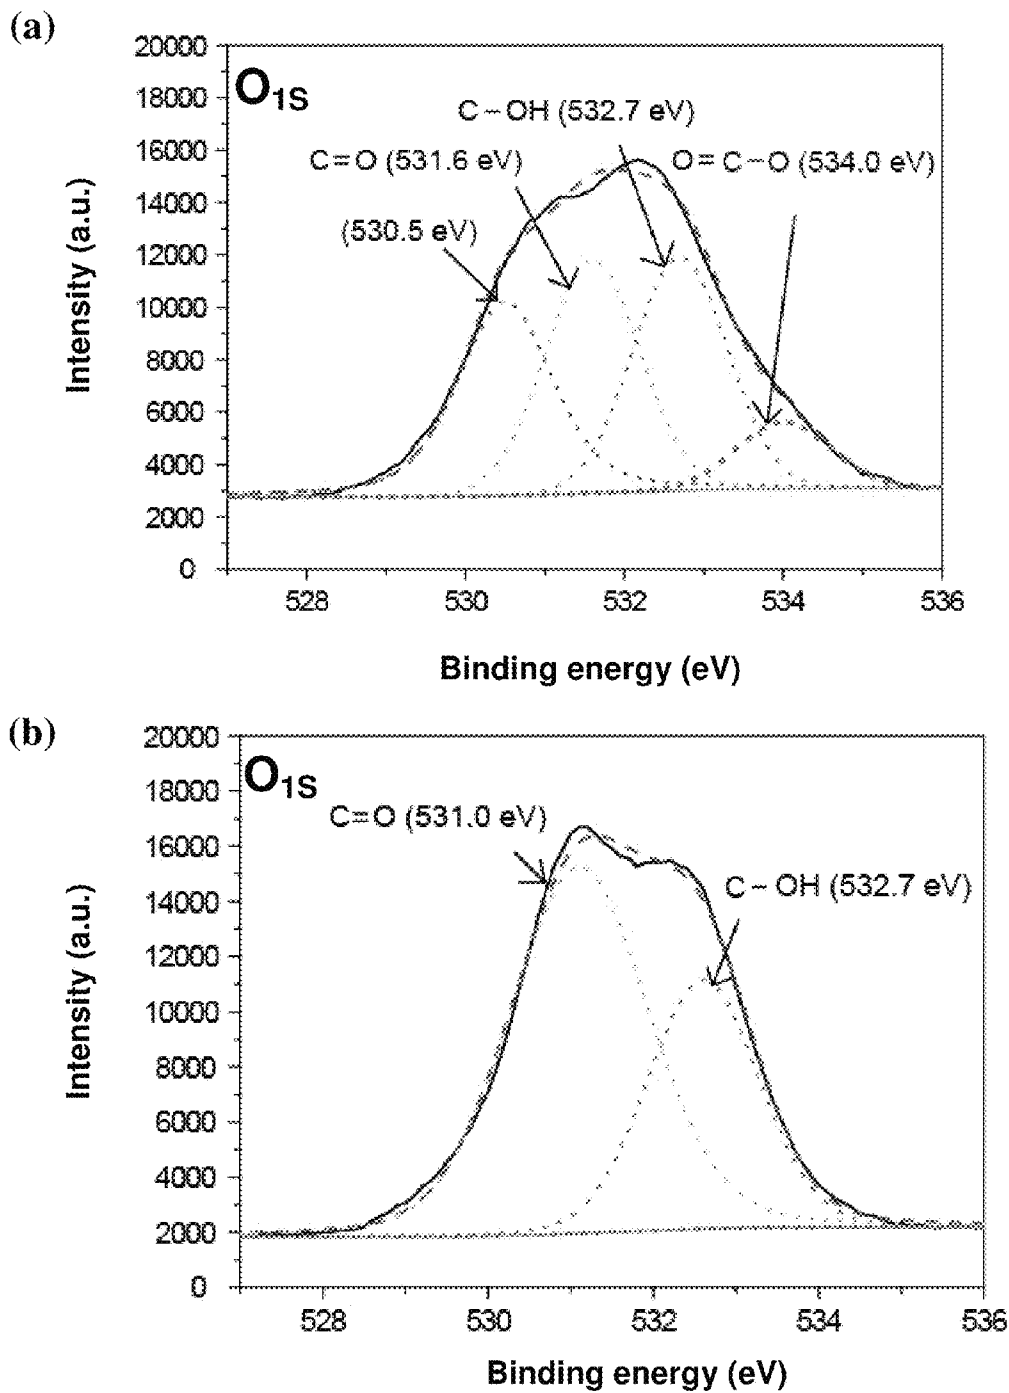 (a)
20000
O1S
18000
C-OH (532.7 eV)
16000
C=O (531.6 eV)
O=C-O (534.0 eV)
14000
(530.5 eV)
12000
10000
8000
6000
4000
2000
0
Intensity (a.u.)
528 530 532 534 536
Binding energy (eV)
(b)
20000
O1S
18000
C=O (531.0 eV)
16000
C-OH (532.7 eV)
14000
12000
10000
8000
6000
4000
2000
0
Intensity (a.u.)
528 530 532 534 536
Binding energy (eV)